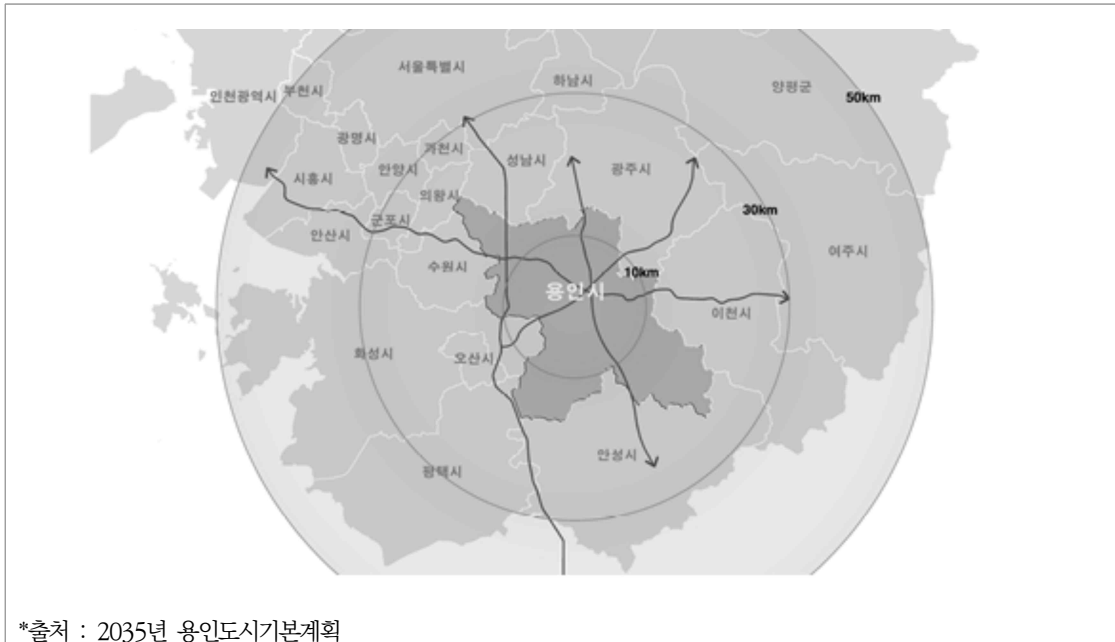 서울특별시
하남시
양평군
인천광역시
부천시
50km
광명시
과천시
성남시
광주시
안양시
시흥시
의왕시
30km
군포시
안산시
여주시
수원시
10km
용인시
이천시
화성시
오산시
안성시
평택시
*출처 : 2035년 용인도시기본계획